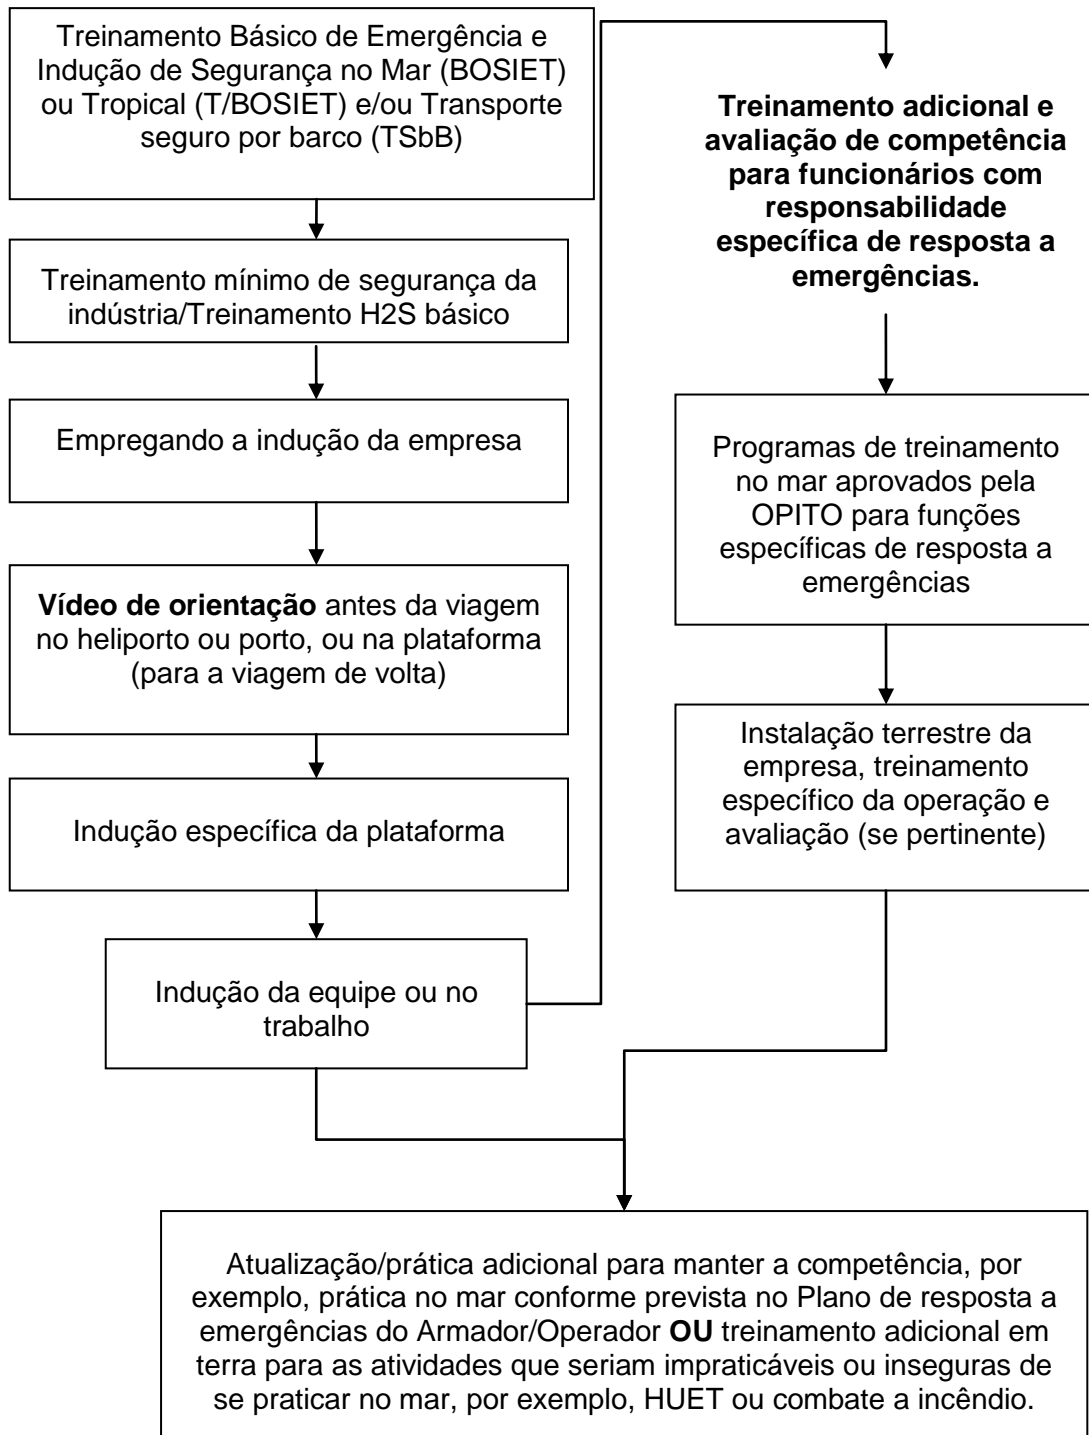 Treinamento Básico de Emergência e
Indução de Segurança no Mar (BOSIET)
ou Tropical (T/BOSIET) e/ou Transporte
seguro por barco (TSbB)
Treinamento mínimo de segurança da
indústria/Treinamento H2S básico
Empregando a indução da empresa
Vídeo de orientação antes da viagem
no heliporto ou porto, ou na plataforma
(para a viagem de volta)
Indução específica da plataforma
Indução da equipe ou no
trabalho
Treinamento adicional e
avaliação de competência
para funcionários com
responsabilidade
específica de resposta a
emergências.
Programas de treinamento
no mar aprovados pela
OPITO para funções
específicas de resposta a
emergências
Instalação terrestre da
empresa, treinamento
específico da operação e
avaliação (se pertinente)
Atualização/prática adicional para manter a competência, por
exemplo, prática no mar conforme prevista no Plano de resposta a
emergências do Armador/Operador OU treinamento adicional em
terra para as atividades que seriam impraticáveis ou inseguras de
se praticar no mar, por exemplo, HUET ou combate a incêndio.